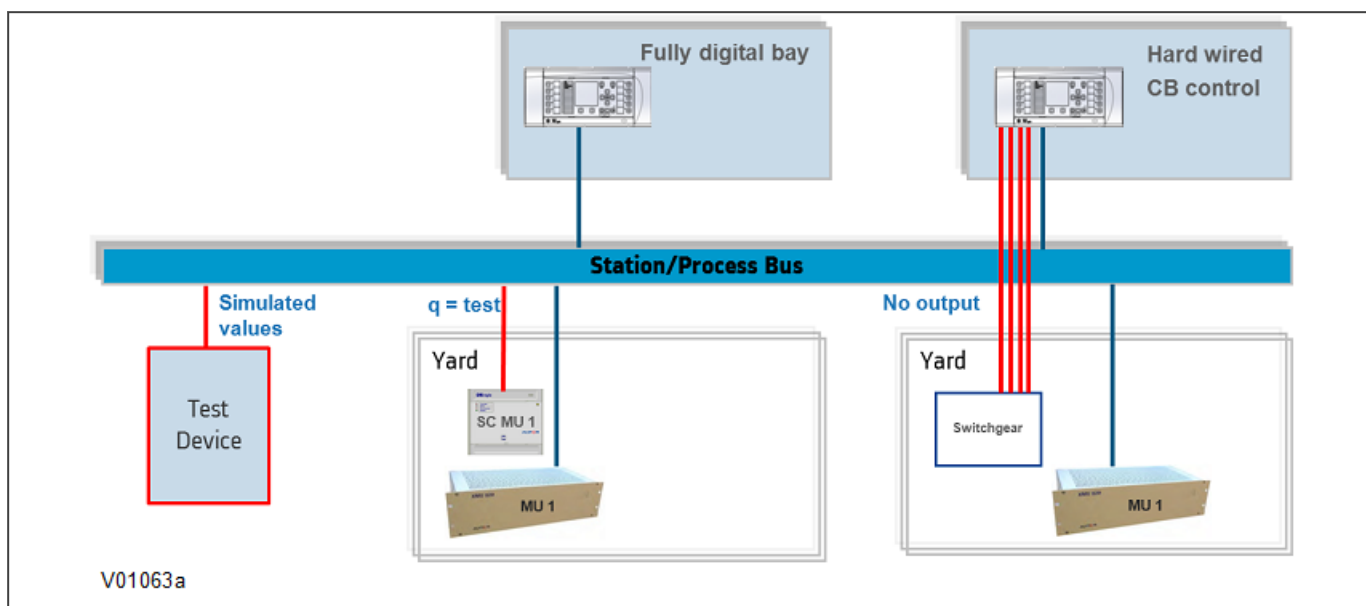 Fully digital bay
Hard wired
CB control
Station/Process Bus
Simulated
values
q = test
No output
Test
Device
Yard
SC MU 1
MU 1
Yard
Switchgear
MU 1
V01063a